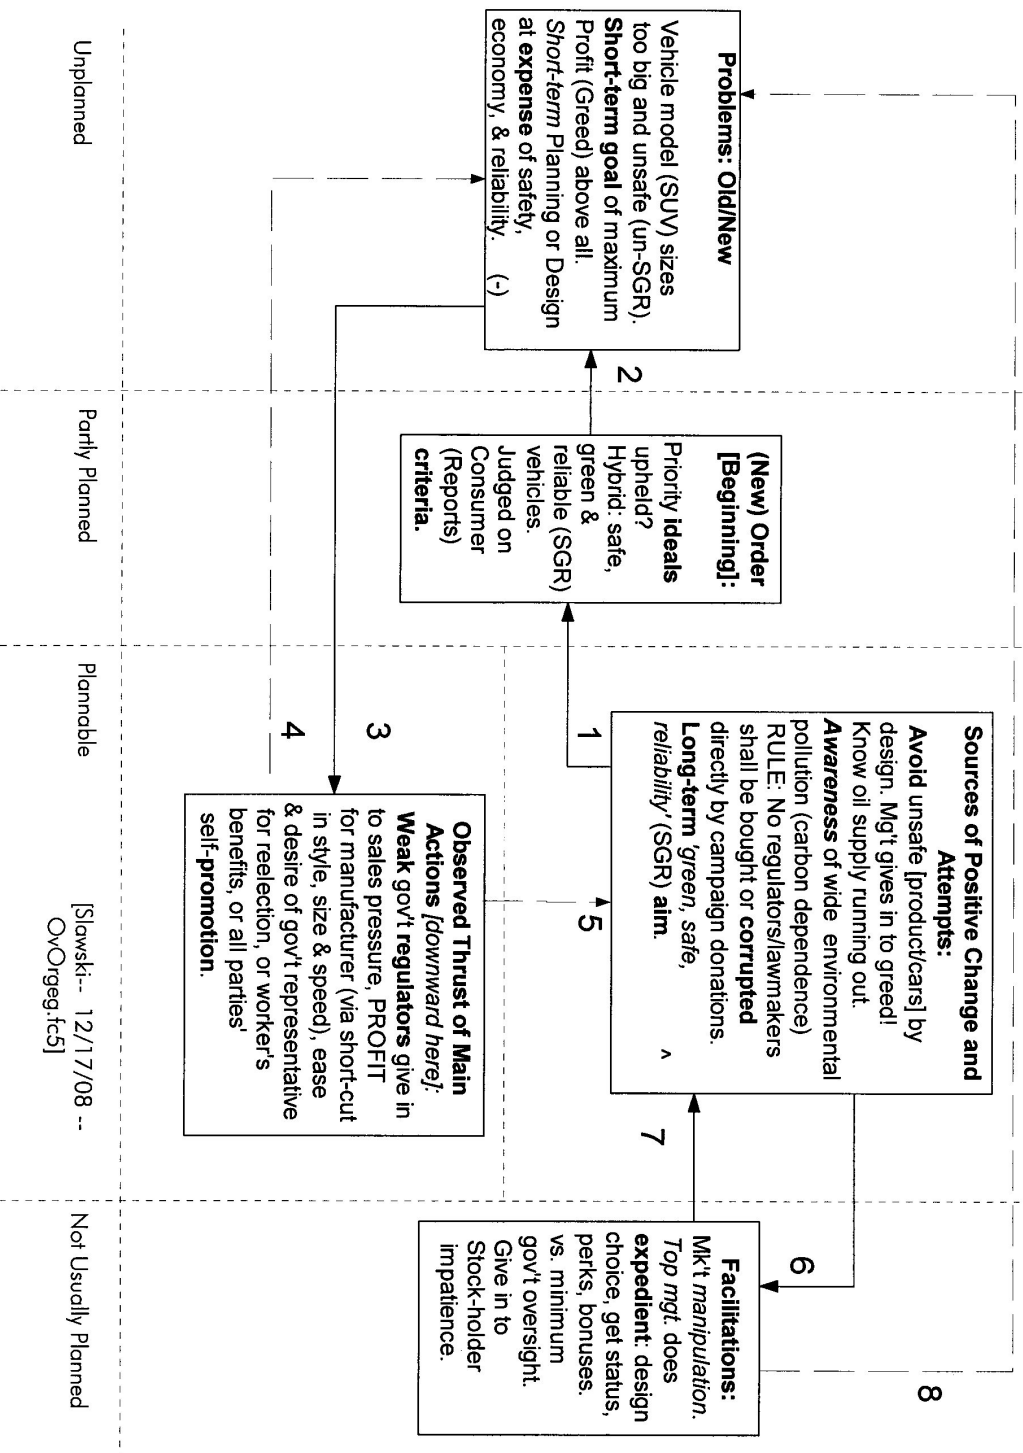 Problems: Old/New
Vehicle model (SUV) sizes
too big and unsafe (un-SGR).
Short-term goal of maximum
Profit (Greed) above all.
Short-term Planning or Design
at expense of safety,
economy, & reliability. (-)
2
(New) Order
[Beginning]:
Priority ideals
upheld?
Hybrid: safe,
green &
reliable (SGR)
vehicles.
Judged on
Consumer
(Reports)
criteria.
1
Sources of Positive Change and
Attempts:
Avoid unsafe [product/cars] by
design. Mg't gives in to greed!
Know oil supply running out.
Awareness of wide environmental
pollution (carbon dependence)
RULE: No regulators/lawmakers
shall be bought or corrupted
directly by campaign donations.
Long-term 'green, safe,
reliability' (SGR) aim. ^
6
7
Facilitations:
Mk't manipulation.
Top mgt. does
expedient: design
choice, get status,
perks, bonuses.
vs. minimum
gov't oversight.
Give in to
Stock-holder
impatience.
8
3
4
5
Observed Thrust of Main
Actions [downward here]:
Weak gov't regulators give in
to sales pressure, PROFIT
for manufacturer (via short-cut
in style, size & speed), ease
& desire of gov't representative
for reelection, or worker's
benefits, or all parties'
self-promotion.
Unplanned
Partly Planned
Plannable
Not Usually Planned
[Slawski-- 12/17/08 --
OvOrgeg.fc5]